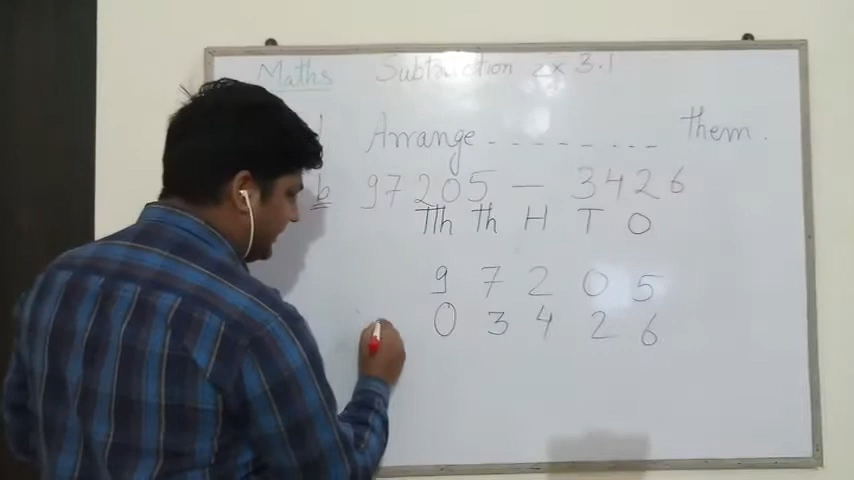 Maths Subtraction Ex 3.1
Arrange - - - - - - - - them.
b 97205 — 3426
Tth th H T O
9 7 2 0 5
0 3 4 2 6